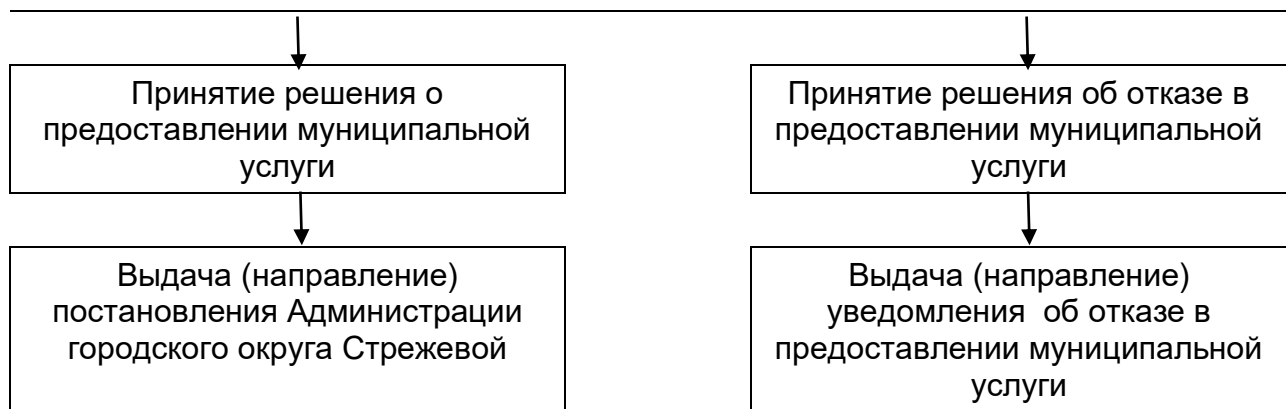 Принятие решения о
предоставлении муниципальной
услуги
Принятие решения об отказе в
предоставлении муниципальной
услуги
Выдача (направление)
постановления Администрации
городского округа Стрежевой
Выдача (направление)
уведомления  об отказе в
предоставлении муниципальной
услуги